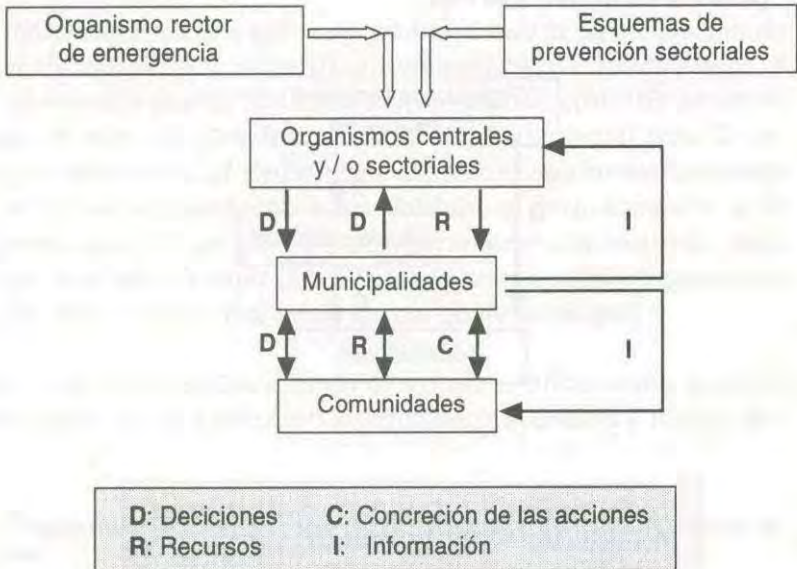 Organismo rector
de emergencia
Esquemas de
prevención sectoriales
Organismos centrales
y / o sectoriales
D D R I
Municipalidades
D R C I
Comunidades
D: Deciciones C: Concreción de las acciones
R: Recursos I: Información